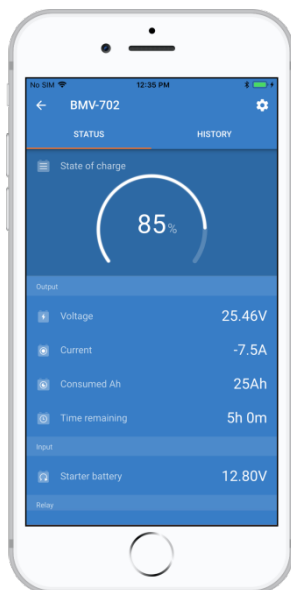 No SIM 12:35 PM
BMV-702
STATUS HISTORY
State of charge
85%
Output
Voltage 25.46V
Current -7.5A
Consumed Ah 25Ah
Time remaining 5h 0m
Input
Starter battery 12.80V
Relay